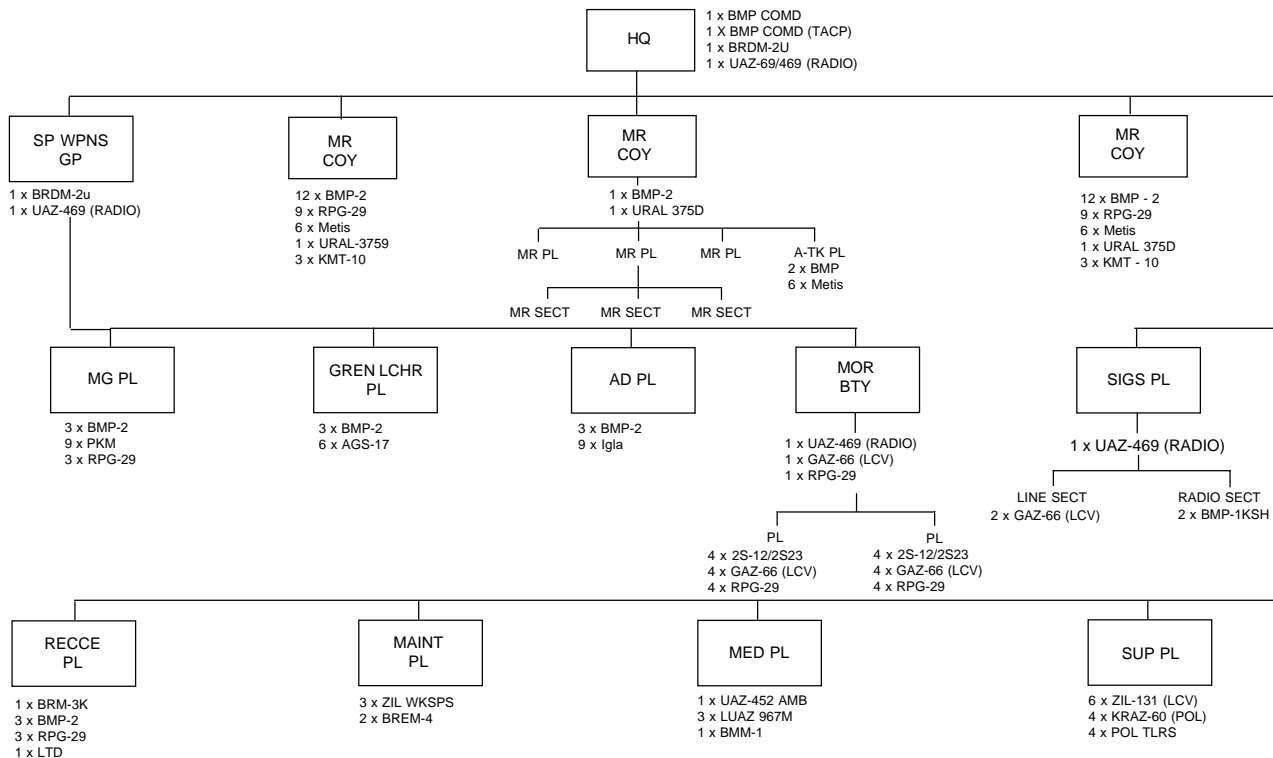 HQ
1 x BMP COMD
1 X BMP COMD (TACP)
1 x BRDM-2U
1 x UAZ-69/469 (RADIO)
SP WPNS
GP
1 x BRDM-2u
1 x UAZ-469 (RADIO)
MR
COY
12 x BMP-2
9 x RPG-29
6 x Metis
1 x URAL-3759
3 x KMT-10
MR
COY
1 x BMP-2
1 x URAL 375D
MR PL
MR PL
MR PL
A-TK PL
2 x BMP
6 x Metis
MR SECT
MR SECT
MR SECT
MR
COY
12 x BMP - 2
9 x RPG-29
6 x Metis
1 x URAL 375D
3 x KMT - 10
MG PL
3 x BMP-2
9 x PKM
3 x RPG-29
GREN LCHR
PL
3 x BMP-2
6 x AGS-17
AD PL
3 x BMP-2
9 x Igla
MOR
BTY
1 x UAZ-469 (RADIO)
1 x GAZ-66 (LCV)
1 x RPG-29
PL
4 x 2S-12/2S23
4 x GAZ-66 (LCV)
4 x RPG-29
PL
4 x 2S-12/2S23
4 x GAZ-66 (LCV)
4 x RPG-29
SIGS PL
1 x UAZ-469 (RADIO)
LINE SECT
2 x GAZ-66 (LCV)
RADIO SECT
2 x BMP-1KSH
RECCE
PL
1 x BRM-3K
3 x BMP-2
3 x RPG-29
1 x LTD
MAINT
PL
3 x ZIL WKSPS
2 x BREM-4
MED PL
1 x UAZ-452 AMB
3 x LUAZ 967M
1 x BMM-1
SUP PL
6 x ZIL-131 (LCV)
4 x KRAZ-60 (POL)
4 x POL TLRS